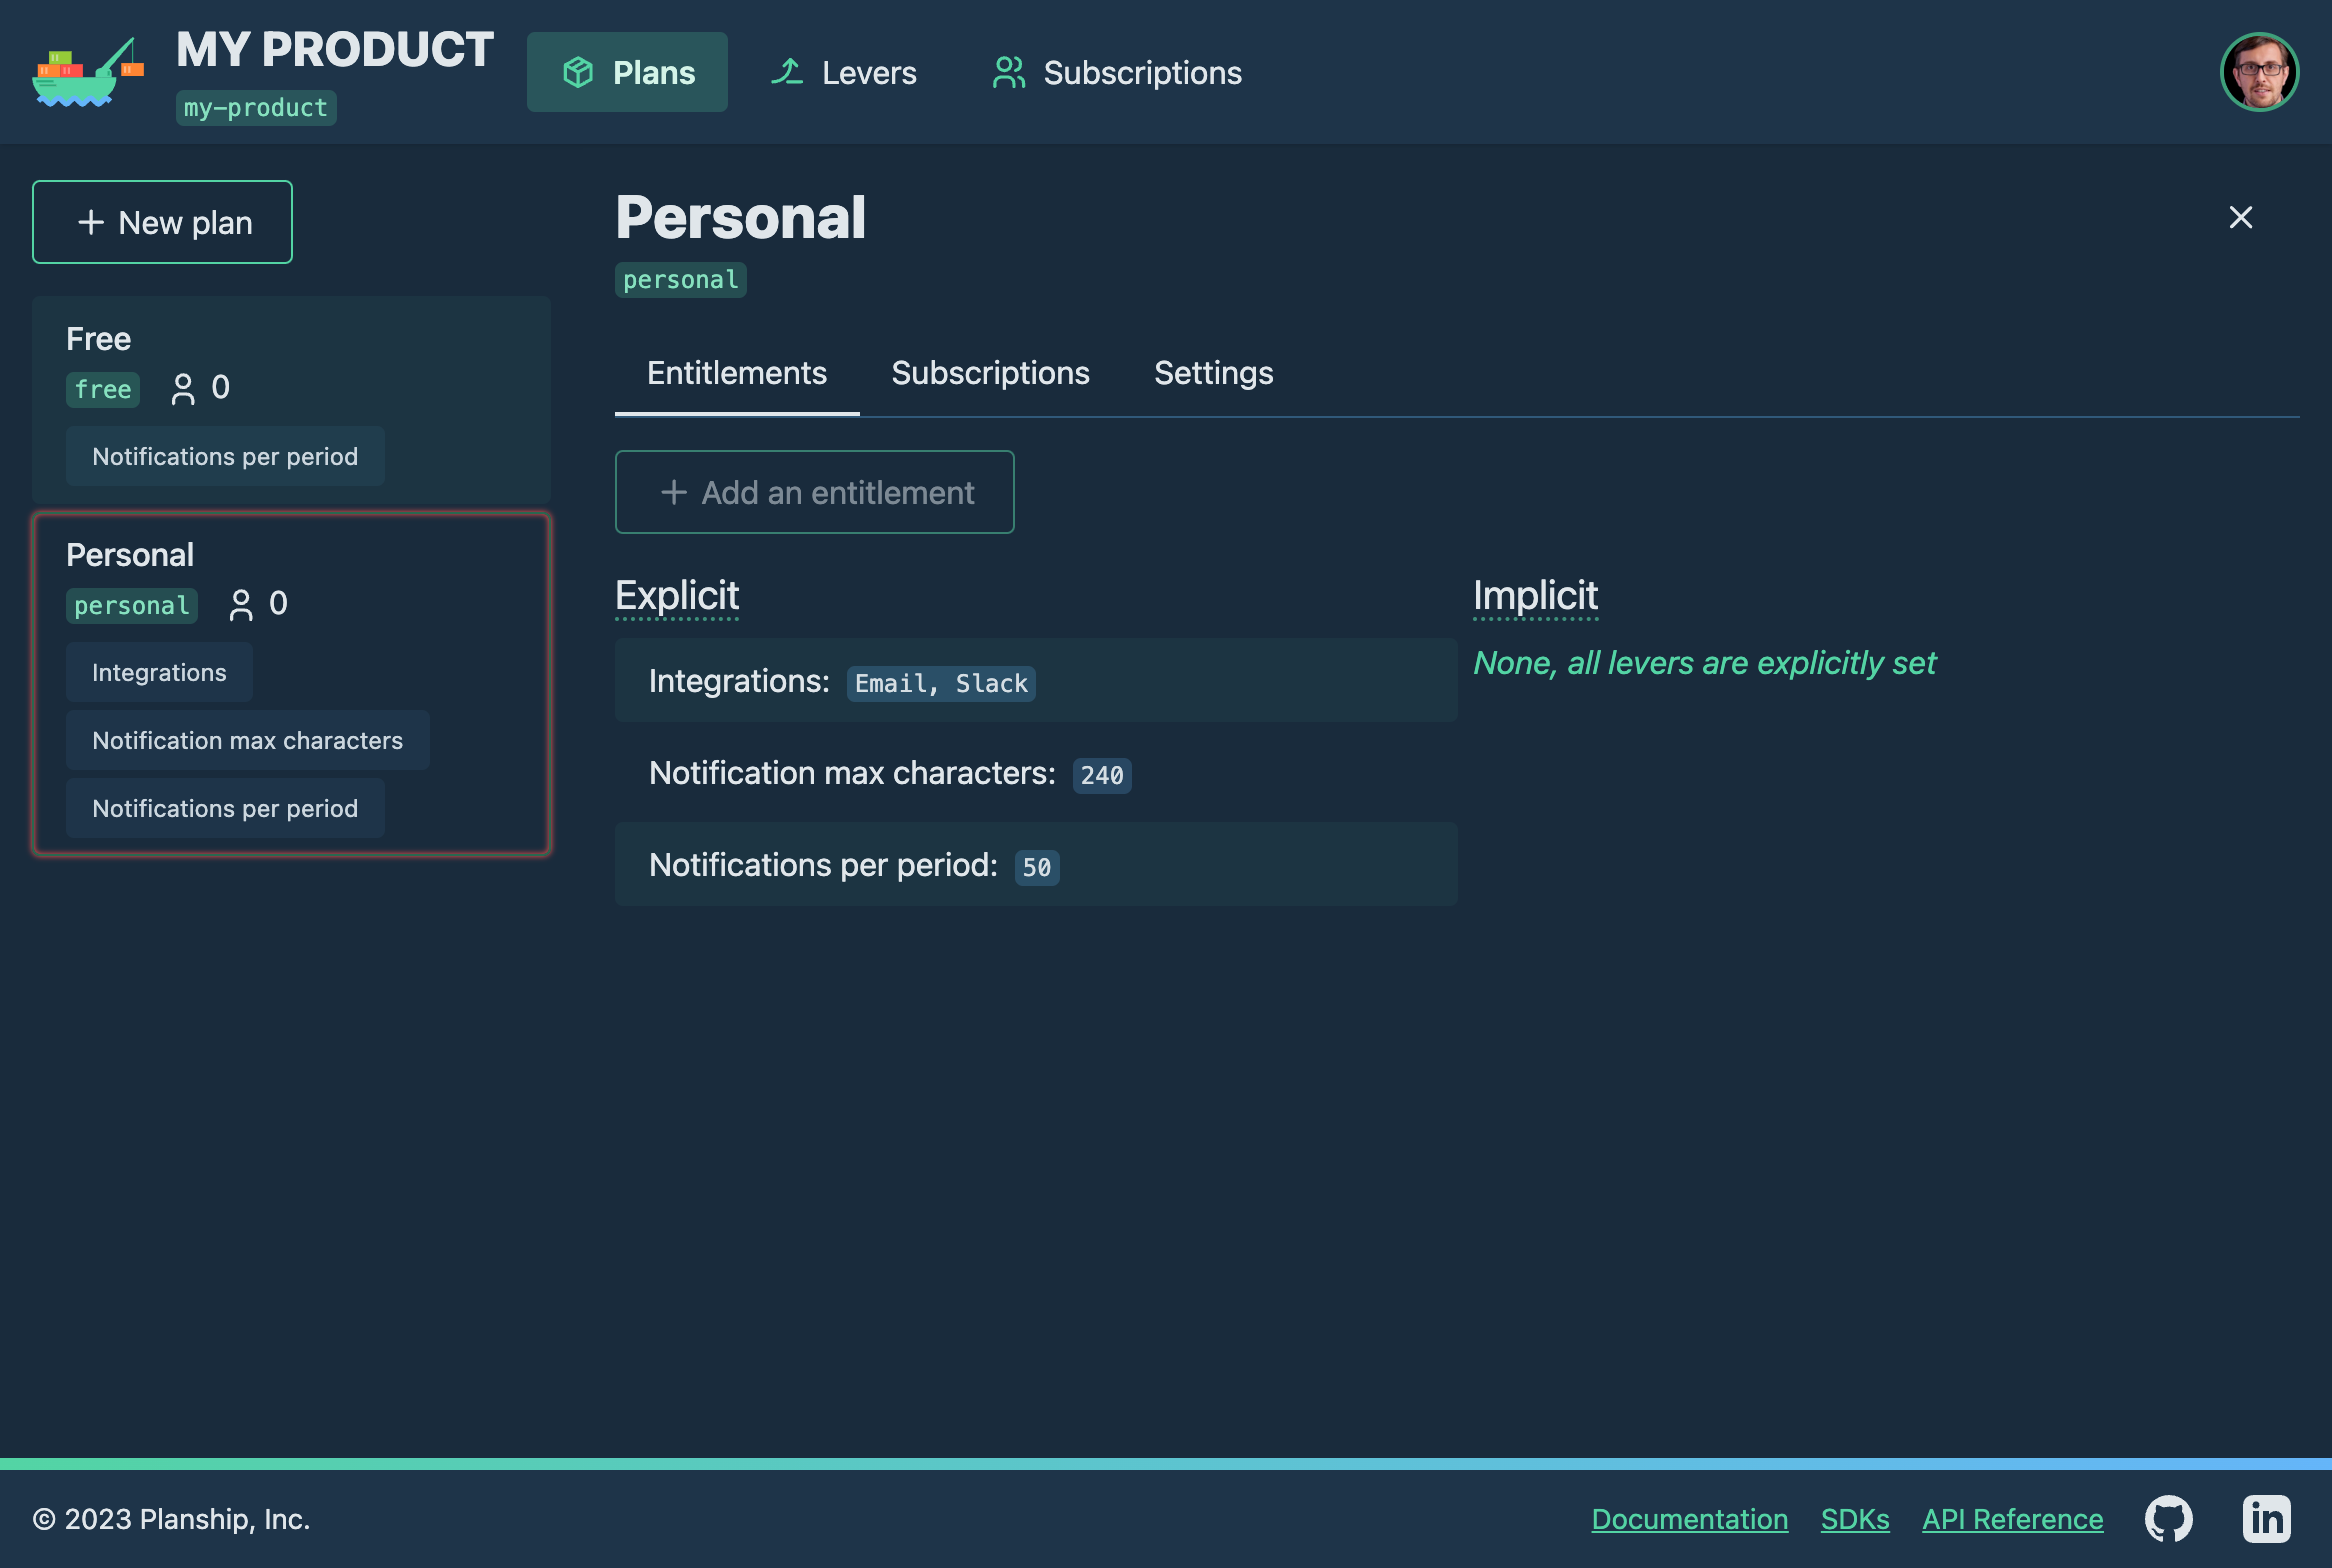 MY PRODUCT
my-product
Plans
Levers
Subscriptions
+ New plan
Free
free 0
Notifications per period
Personal
personal 0
Integrations
Notification max characters
Notifications per period
Personal
personal
Entitlements Subscriptions Settings
+ Add an entitlement
Explicit
Integrations: Email, Slack
Notification max characters: 240
Notifications per period: 50
Implicit
None, all levers are explicitly set
© 2023 Planship, Inc.
Documentation SDKs API Reference
in